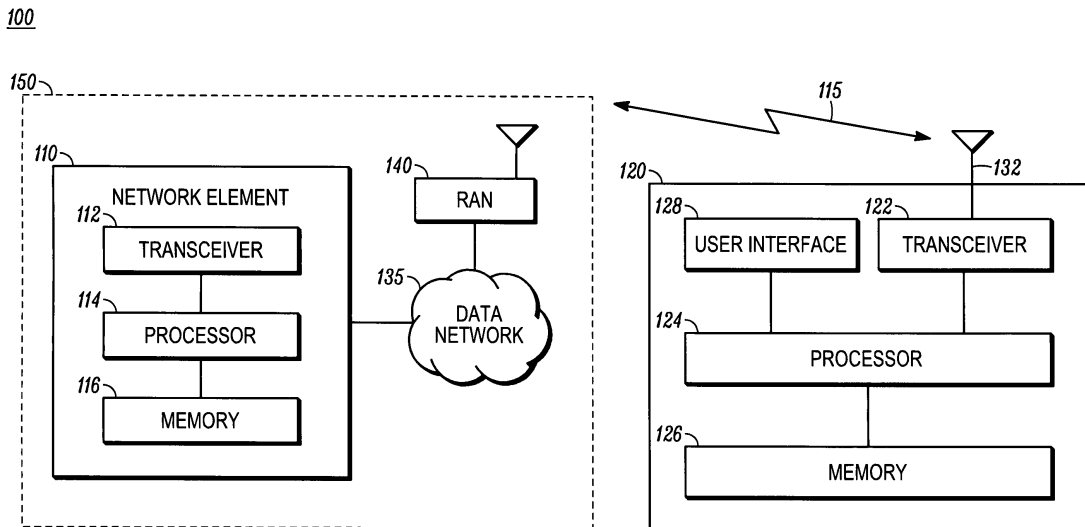 100
150
115
110
NETWORK ELEMENT
112
TRANSCEIVER
114
PROCESSOR
116
MEMORY
140
RAN
135
DATA
NETWORK
120
132
128
USER INTERFACE
122
TRANSCEIVER
124
PROCESSOR
126
MEMORY